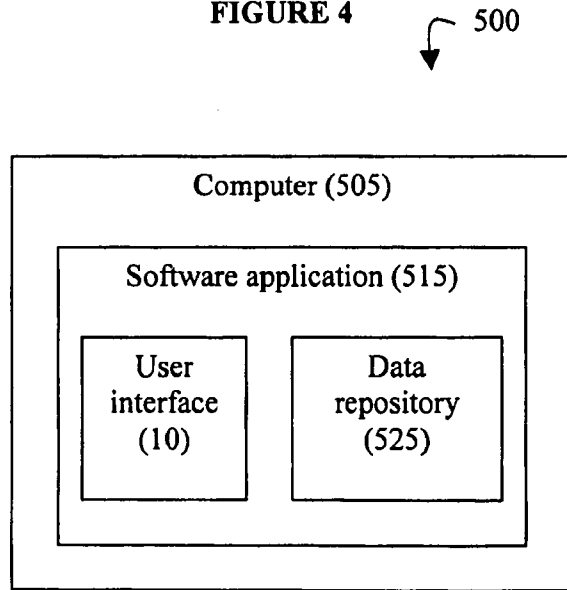 FIGURE 4
500
Computer (505)
Software application (515)
User
interface
(10)
Data
repository
(525)